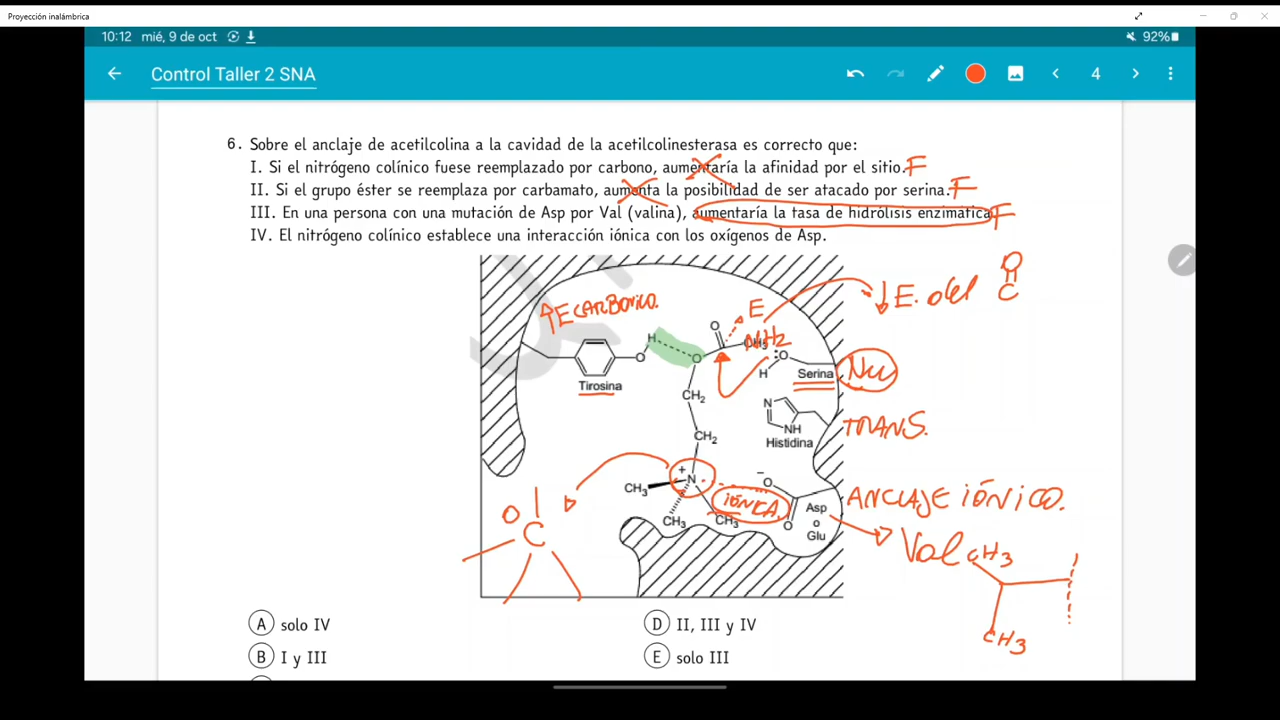 Proyección inalámbrica
10:12 mié, 9 de oct
92%
Control Taller 2 SNA
4
6. Sobre el anclaje de acetilcolina a la cavidad de la acetilcolinesterasa es correcto que:
I. Si el nitrógeno colínico fuese reemplazado por carbono, aumentaría la afinidad por el sitio. F
II. Si el grupo éster se reemplaza por carbamato, aumenta la posibilidad de ser atacado por serina. F
III. En una persona con una mutación de Asp por Val (valina), aumentaría la tasa de hidrólisis enzimática F
IV. El nitrógeno colínico establece una interacción iónica con los oxígenos de Asp.
↑E CARBONICO.
E
↓ E. del
O
C
H
O
O
O
CH3
NH2
:O
H
Serina
Nu
Tirosina
CH2
N
NH
Histidina
TRANS.
CH2
+
N
CH3
CH3
CH3
IÓNICA.
−
O
O
Asp
o
Glu
ANCLAJE IÓNICO.
Val
CH3
CH3
O
C
A solo IV
D II, III y IV
B I y III
E solo III